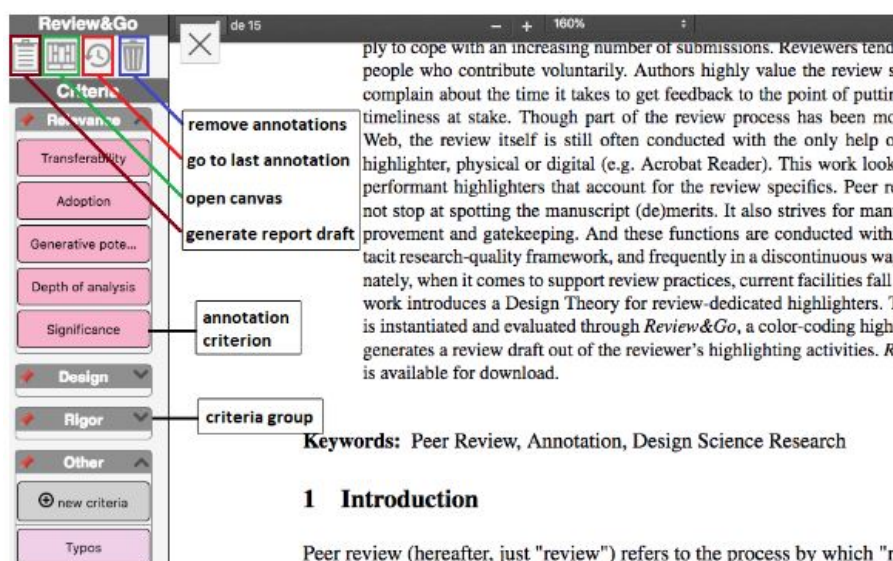 Review&Go
de 15
160%
Criteria
Relevance
Transferability
Adoption
Generative pote...
Depth of analysis
Significance
Design
Rigor
Other
new criteria
Typos
remove annotations
go to last annotation
open canvas
generate report draft
annotation
criterion
criteria group
ply to cope with an increasing number of submissions. Reviewers tend
people who contribute voluntarily. Authors highly value the review
complain about the time it takes to get feedback to the point of
timeliness at stake. Though part of the review process has been
Web, the review itself is still often conducted with the only help
highlighter, physical or digital (e.g. Acrobat Reader). This work
performant highlighters that account for the review specifics. Peer
not stop at spotting the manuscript (de)merits. It also strives for
provement and gatekeeping. And these functions are conducted with
tacit research-quality framework, and frequently in a discontinuous
nately, when it comes to support review practices, current facilities fall
work introduces a Design Theory for review-dedicated highlighters.
is instantiated and evaluated through Review&Go, a color-coding
generates a review draft out of the reviewer's highlighting activities.
is available for download.
Keywords: Peer Review, Annotation, Design Science Research
1 Introduction
Peer review (hereafter, just "review") refers to the process by which